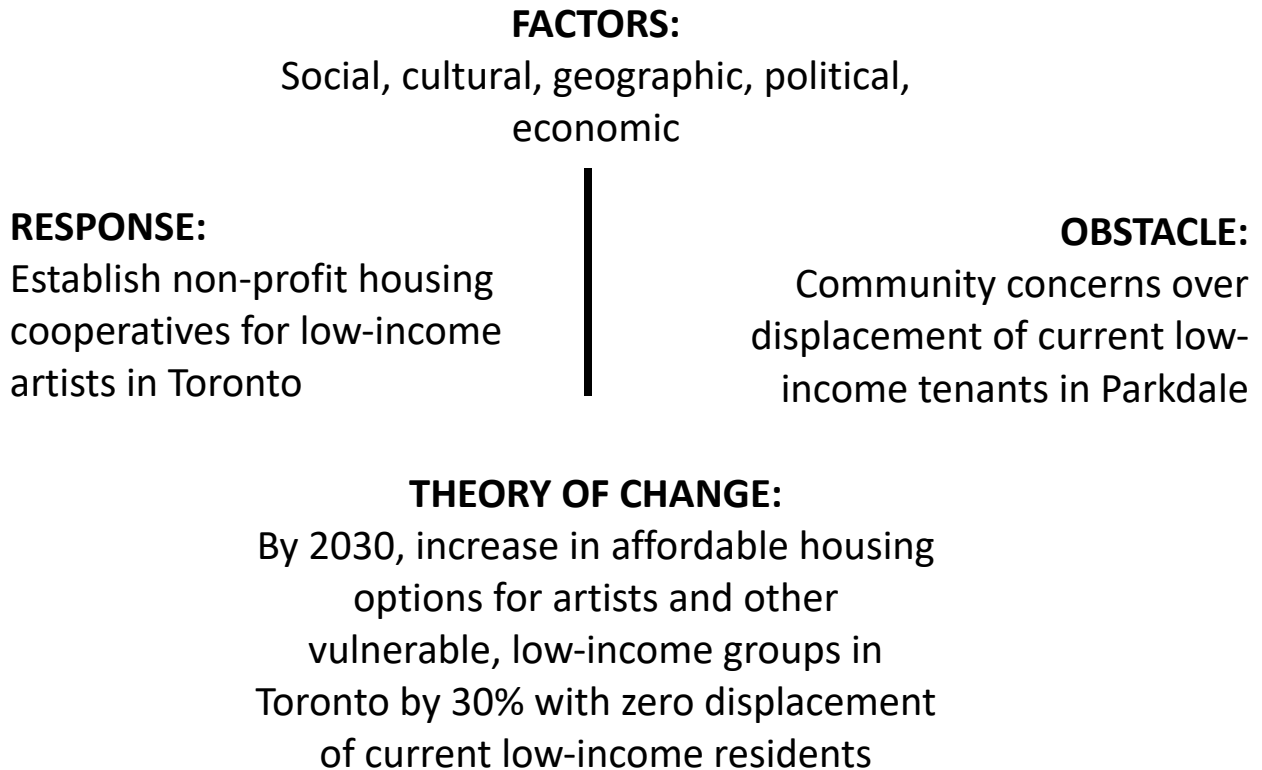 FACTORS:
Social, cultural, geographic, political,
economic
RESPONSE:
Establish non-profit housing
cooperatives for low-income
artists in Toronto
OBSTACLE:
Community concerns over
displacement of current low-
income tenants in Parkdale
THEORY OF CHANGE:
By 2030, increase in affordable housing
options for artists and other
vulnerable, low-income groups in
Toronto by 30% with zero displacement
of current low-income residents